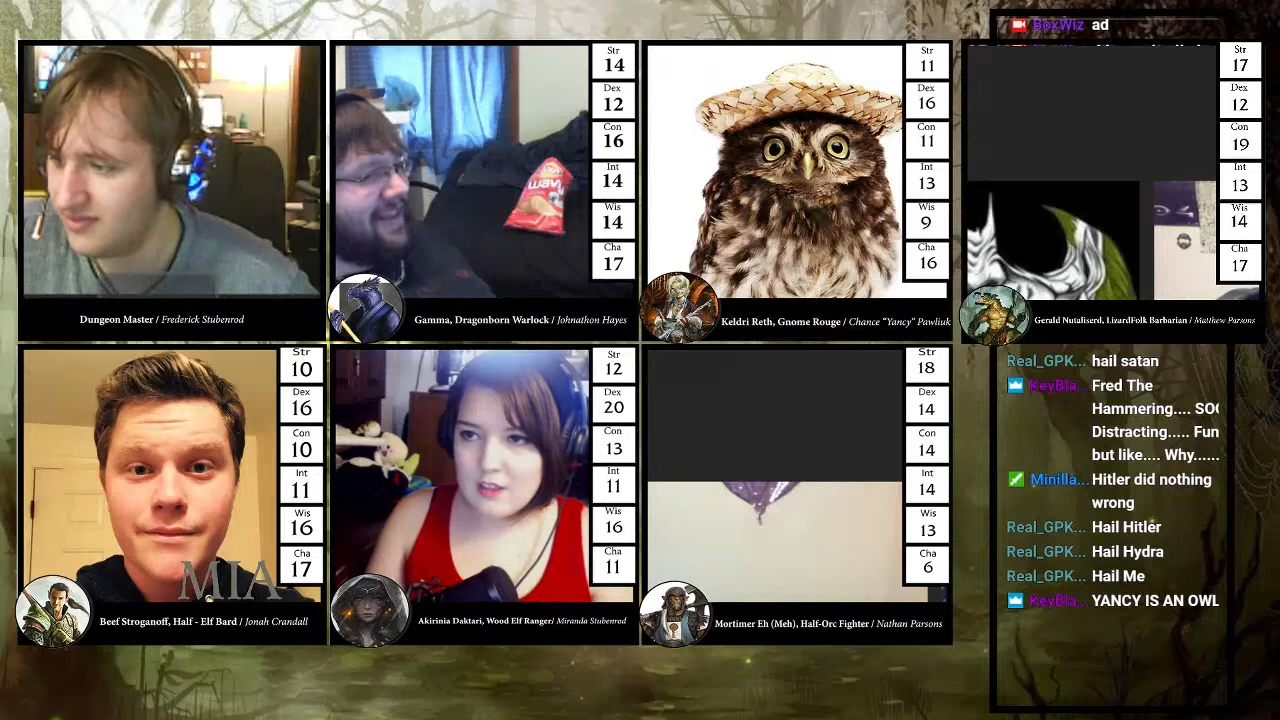 BoxWiz ad
Str
14
Dex
12
Con
16
Int
14
Wis
14
Cha
17
Dungeon Master / Frederick Stubenrod
Gamma, Dragonborn Warlock / Johnathon Hayes
Str
11
Dex
16
Con
11
Int
13
Wis
9
Cha
16
Keldri Reth, Gnome Rouge / Chance "Yancy" Pawliuk
Str
17
Dex
12
Con
19
Int
13
Wis
14
Cha
17
Gerald Nutaliserd, LizardFolk Barbarian / Matthew Parsons
Str
10
Dex
16
Con
10
Int
11
Wis
16
Cha
17
MIA
Beef Stroganoff, Half - Elf Bard / Jonah Crandall
Str
12
Dex
20
Con
13
Int
11
Wis
16
Cha
11
Akirinia Daktari, Wood Elf Ranger/ Miranda Stubenrod
Str
18
Dex
14
Con
14
Int
14
Wis
13
Cha
6
Mortimer Eh (Meh), Half-Orc Fighter / Nathan Parsons
Real_GPK... hail satan
KeyBla... Fred The
Hammering.... SOO
Distracting..... Fun
but like.... Why......
Minilla... Hitler did nothing
wrong
Real_GPK... Hail Hitler
Real_GPK... Hail Hydra
Real_GPK... Hail Me
KeyBla... YANCY IS AN OWL